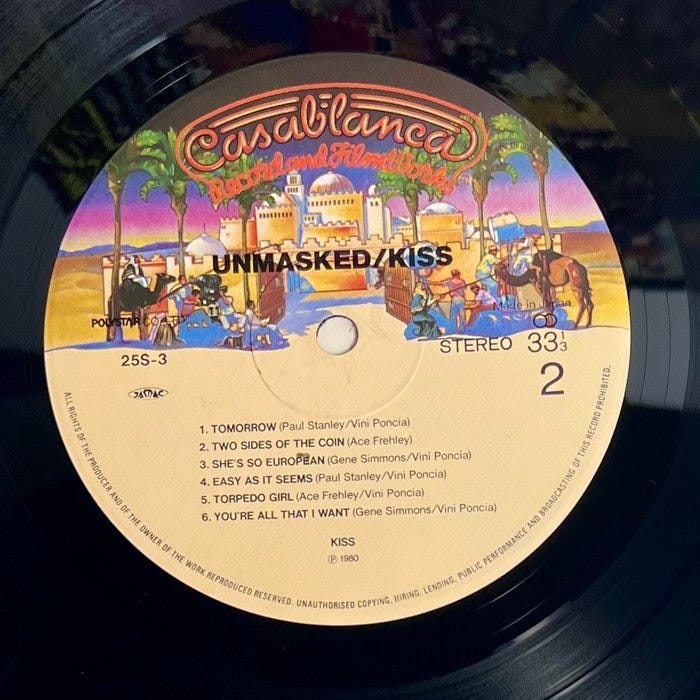 Casablanca
Record and FilmWorks
UNMASKED/KISS
Made in Japan
POLYSTAR CO.,LTD.
STEREO 33 1/3
25S-3
2
JASRAC
1. TOMORROW (Paul Stanley/Vini Poncia)
2. TWO SIDES OF THE COIN (Ace Frehley)
3. SHE'S SO EUROPEAN (Gene Simmons/Vini Poncia)
4. EASY AS IT SEEMS (Paul Stanley/Vini Poncia)
5. TORPEDO GIRL (Ace Frehley/Vini Poncia)
6. YOU'RE ALL THAT I WANT (Gene Simmons/Vini Poncia)
KISS
℗ 1980
ALL RIGHTS OF THE PRODUCER AND OF THE OWNER OF THE WORK REPRODUCED RESERVED. UNAUTHORISED COPYING, HIRING, LENDING, PUBLIC PERFORMANCE AND BROADCASTING OF THIS RECORD PROHIBITED.